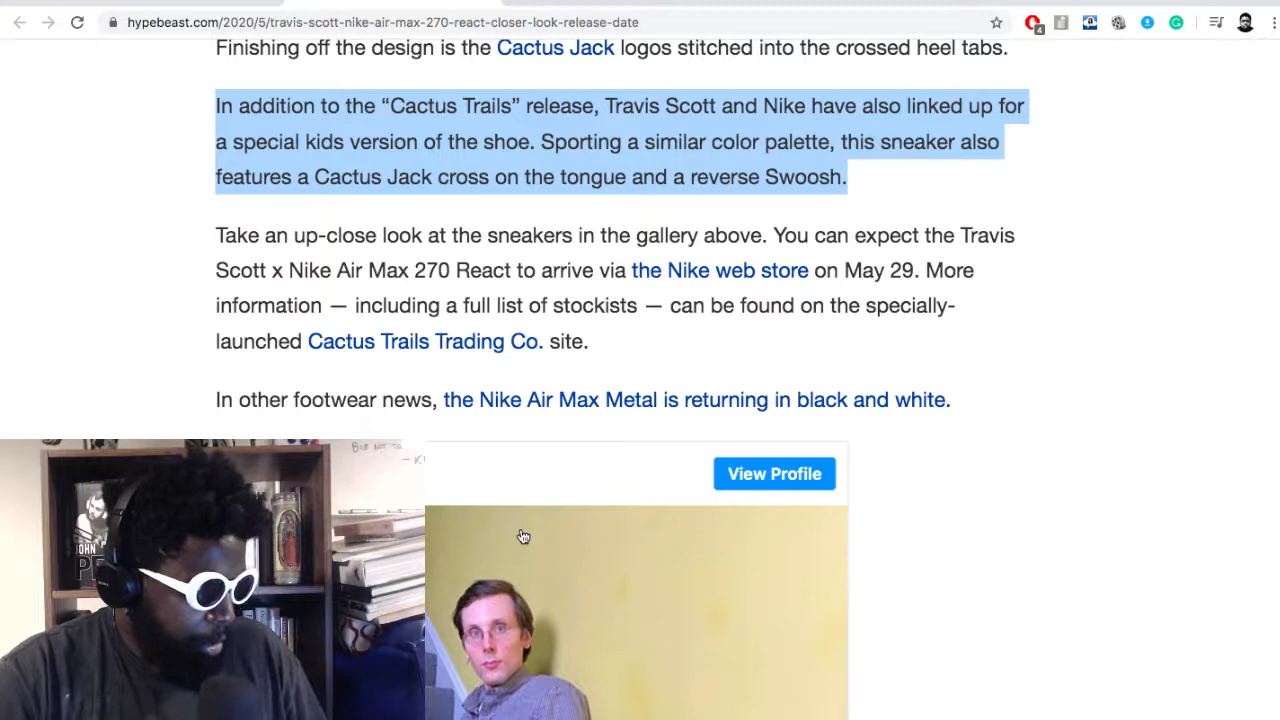 hypebeast.com/2020/5/travis-scott-nike-air-max-270-react-closer-look-release-date
4
Finishing off the design is the Cactus Jack logos stitched into the crossed heel tabs.
In addition to the “Cactus Trails” release, Travis Scott and Nike have also linked up for
a special kids version of the shoe. Sporting a similar color palette, this sneaker also
features a Cactus Jack cross on the tongue and a reverse Swoosh.
Take an up-close look at the sneakers in the gallery above. You can expect the Travis
Scott x Nike Air Max 270 React to arrive via the Nike web store on May 29. More
information — including a full list of stockists — can be found on the specially-
launched Cactus Trails Trading Co. site.
In other footwear news, the Nike Air Max Metal is returning in black and white.
View Profile
JOHN